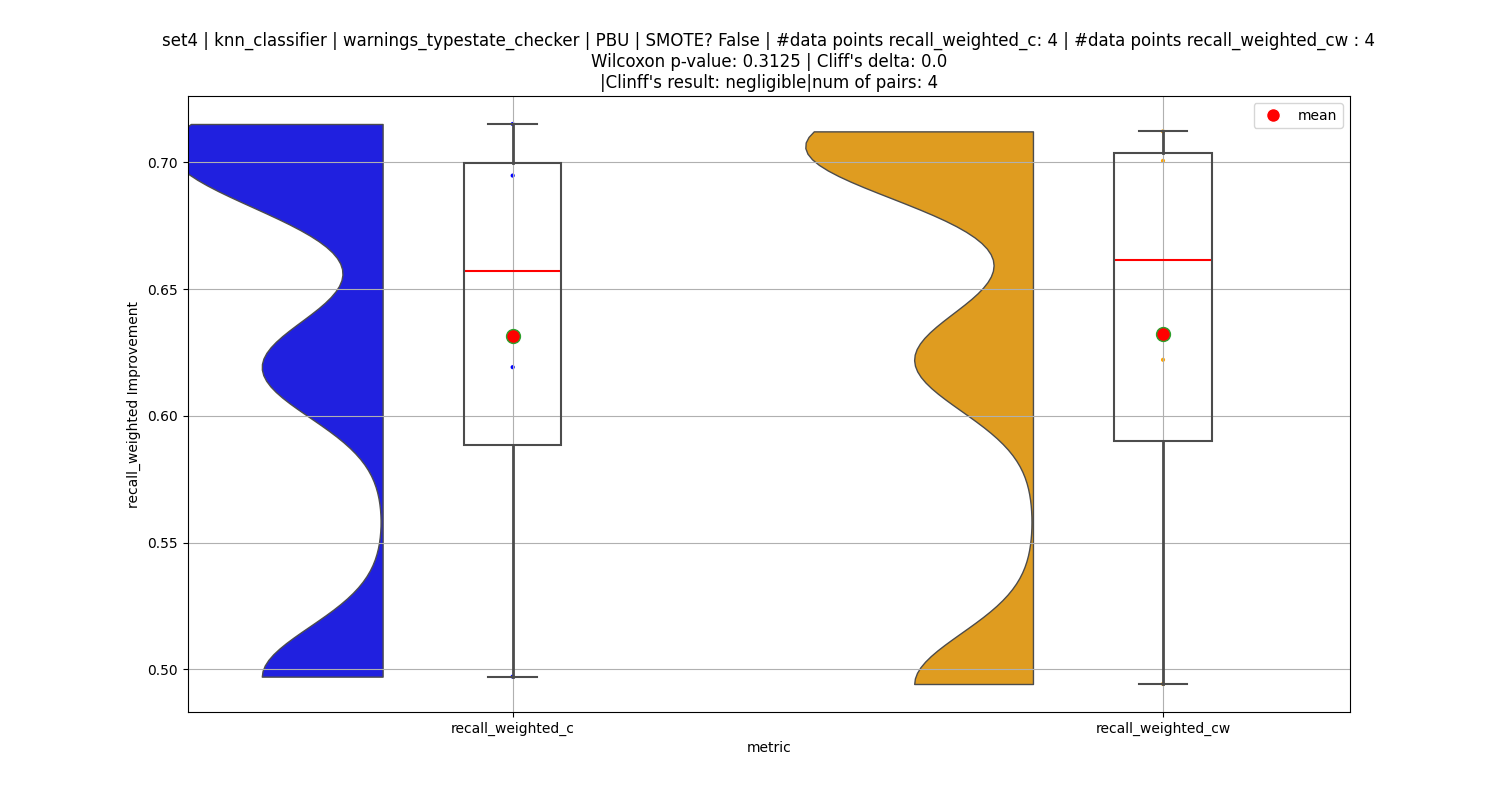 set4 | knn_classifier | warnings_typestate_checker | PBU | SMOTE? False | #data points recall_weighted_c: 4 | #data points recall_weighted_cw : 4
Wilcoxon p-value: 0.3125 | Cliff's delta: 0.0
|Clinff's result: negligible|num of pairs: 4
mean
0.70
0.65
0.60
0.55
0.50
recall_weighted Improvement
recall_weighted_c
recall_weighted_cw
metric